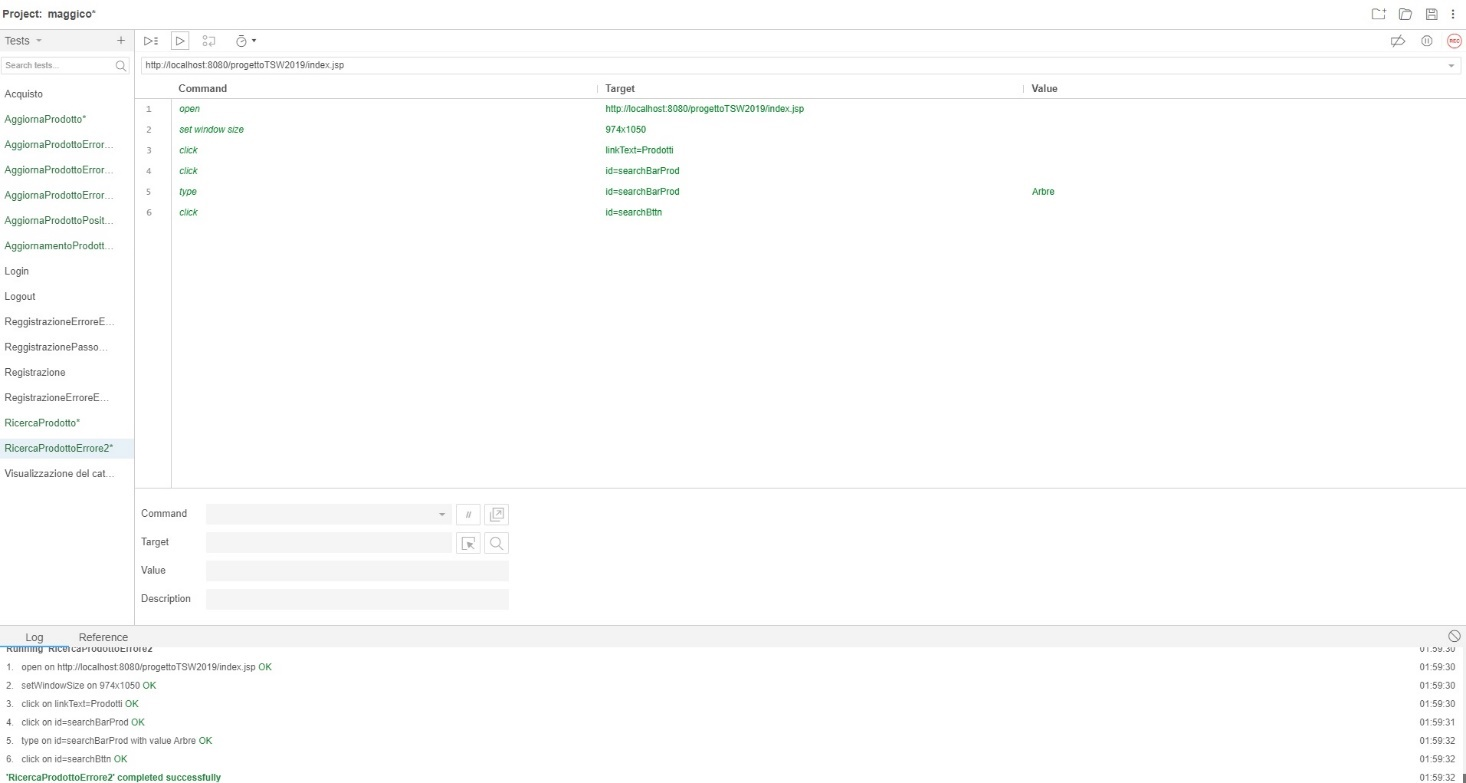 Project: maggico*
Tests
Search tests...
Acquisto
AggiornaProdotto*
AggiornaProdottoError...
AggiornaProdottoError...
AggiornaProdottoError...
AggiornaProdottoPosit...
AggiornamentoProdott...
Login
Logout
ReggistrazioneErroreE...
ReggistrazionePasso...
Registrazione
RegistrazioneErroreE...
RicercaProdotto*
RicercaProdottoErrore2*
Visualizzazione del cat...
REC
http://localhost:8080/progettoTSW2019/index.jsp
Command Target Value
1 open http://localhost:8080/progettoTSW2019/index.jsp
2 set window size 974x1050
3 click linkText=Prodotti
4 click id=searchBarProd
5 type id=searchBarProd Arbre
6 click id=searchBttn
Command //
Target
Value
Description
Log Reference
Running 'RicercaProdottoErrore2' 01:59:30
1. open on http://localhost:8080/progettoTSW2019/index.jsp OK 01:59:30
2. setWindowSize on 974x1050 OK 01:59:30
3. click on linkText=Prodotti OK 01:59:30
4. click on id=searchBarProd OK 01:59:31
5. type on id=searchBarProd with value Arbre OK 01:59:32
6. click on id=searchBttn OK 01:59:32
'RicercaProdottoErrore2' completed successfully 01:59:32